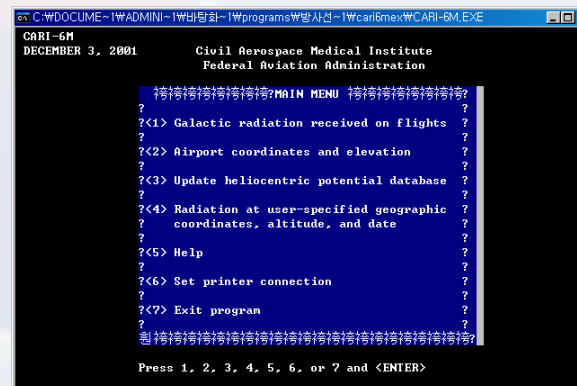 C:\DOCUME~1\ADMINI~1\바탕화~1\programs\방사선~1\cari6mex\CARI-6M.EXE
CARI-6M
DECEMBER 3, 2001 Civil Aerospace Medical Institute
Federal Aviation Administration
?MAIN MENU ?
? ?
?<1> Galactic radiation received on flights ?
? ?
?<2> Airport coordinates and elevation ?
? ?
?<3> Update heliocentric potential database ?
? ?
?<4> Radiation at user-specified geographic ?
? coordinates, altitude, and date ?
? ?
?<5> Help ?
? ?
?<6> Set printer connection ?
? ?
?<7> Exit program ?
? ?
?
Press 1, 2, 3, 4, 5, 6, or 7 and <ENTER>